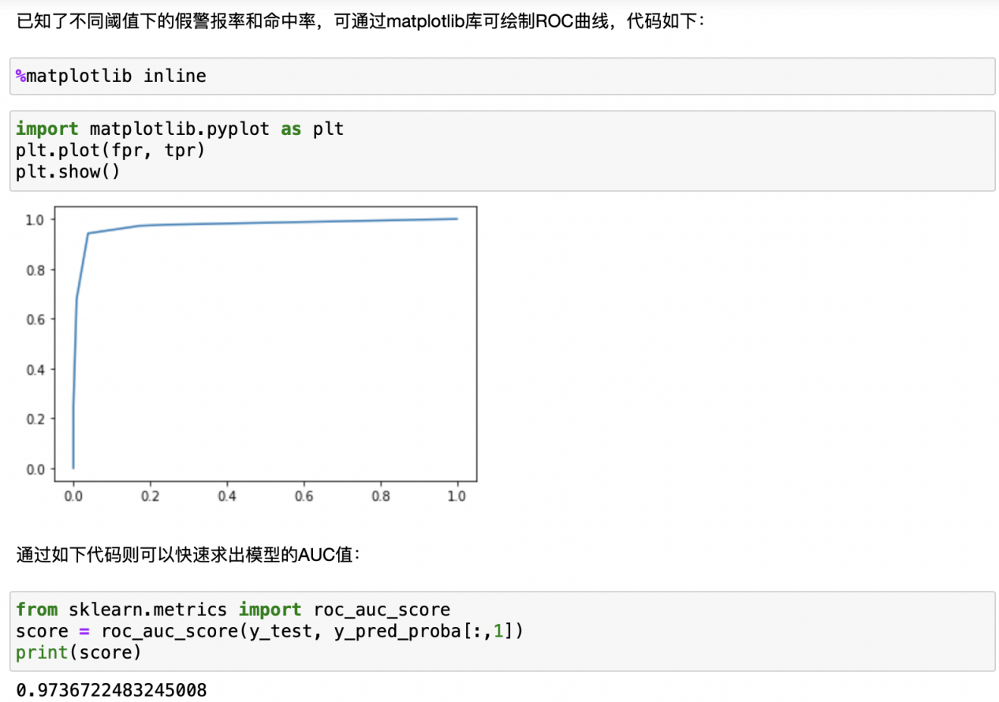 已知了不同阈值下的假警报率和命中率，可通过matplotlib库可绘制ROC曲线，代码如下：
%matplotlib inline
import matplotlib.pyplot as plt
plt.plot(fpr, tpr)
plt.show()
1.0
0.8
0.6
0.4
0.2
0.0
0.0 0.2 0.4 0.6 0.8 1.0
通过如下代码则可以快速求出模型的AUC值：
from sklearn.metrics import roc_auc_score
score = roc_auc_score(y_test, y_pred_proba[:,1])
print(score)
0.9736722483245008